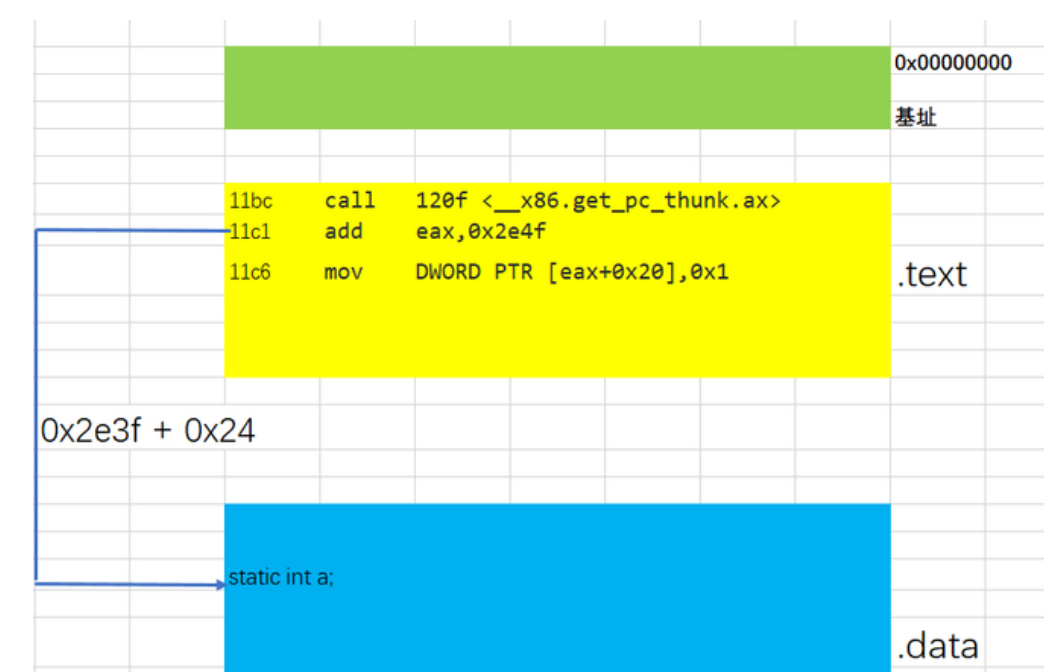 0x00000000
基址
11bc call 120f <__x86.get_pc_thunk.ax>
11c1 add eax,0x2e4f
11c6 mov DWORD PTR [eax+0x20],0x1
.text
0x2e3f + 0x24
static int a;
.data